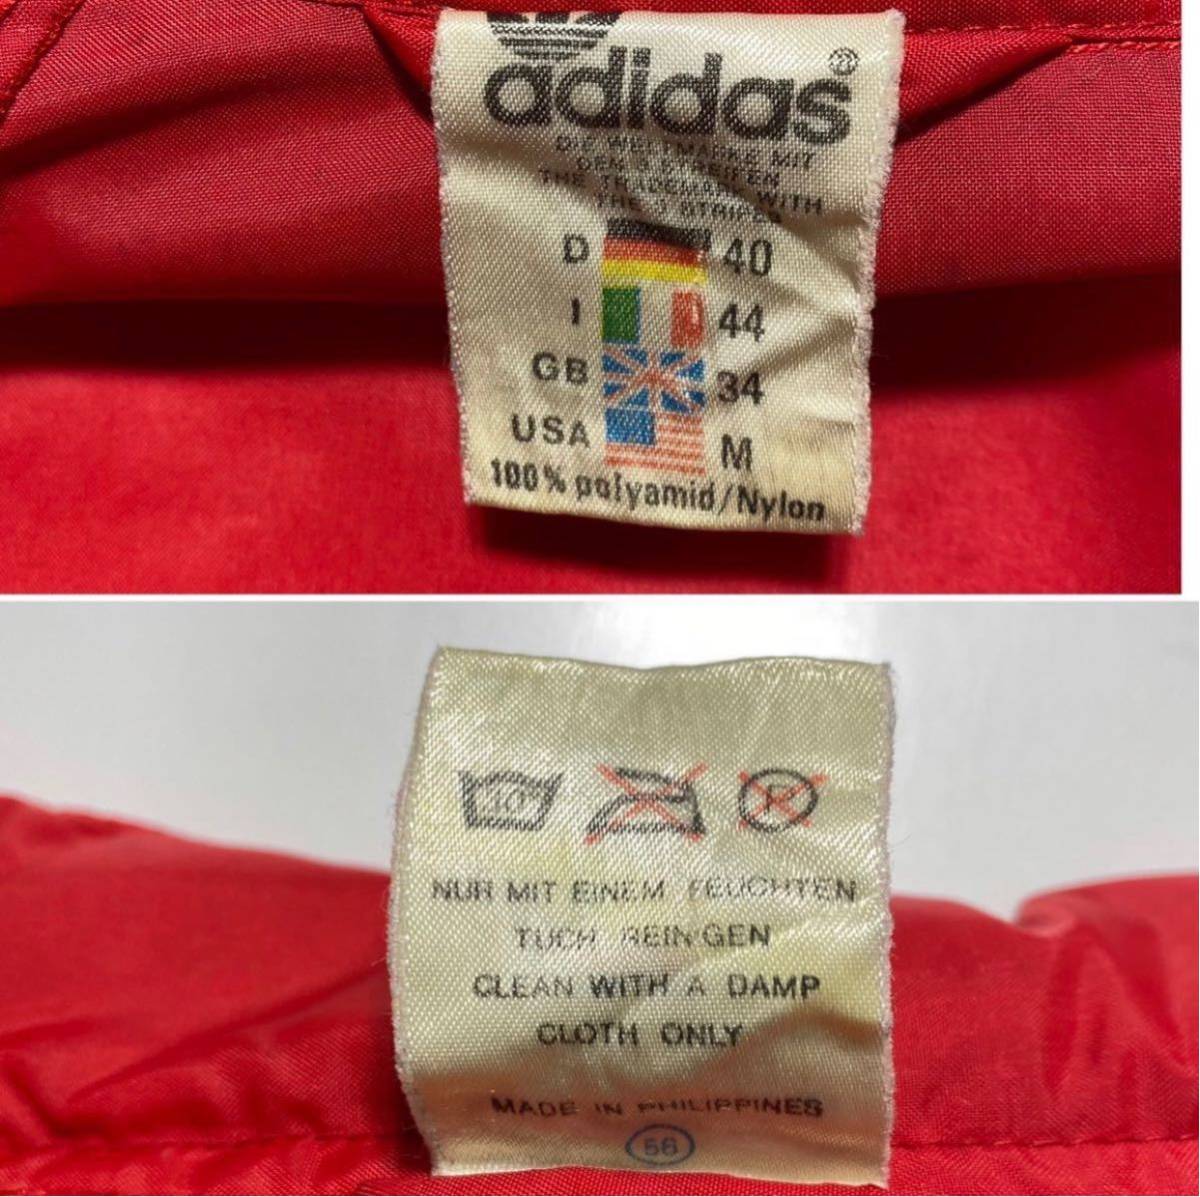 adidas®
DIE WELTMARKE MIT
DEN 3 STREIFEN
THE TRADEMARK WITH
THE 3 STRIPES
D 40
I 44
GB 34
USA M
100% polyamid/Nylon
40
NUR MIT EINEM FEUCHTEN
TUCH REINIGEN
CLEAN WITH A DAMP
CLOTH ONLY
MADE IN PHILIPPINES
56